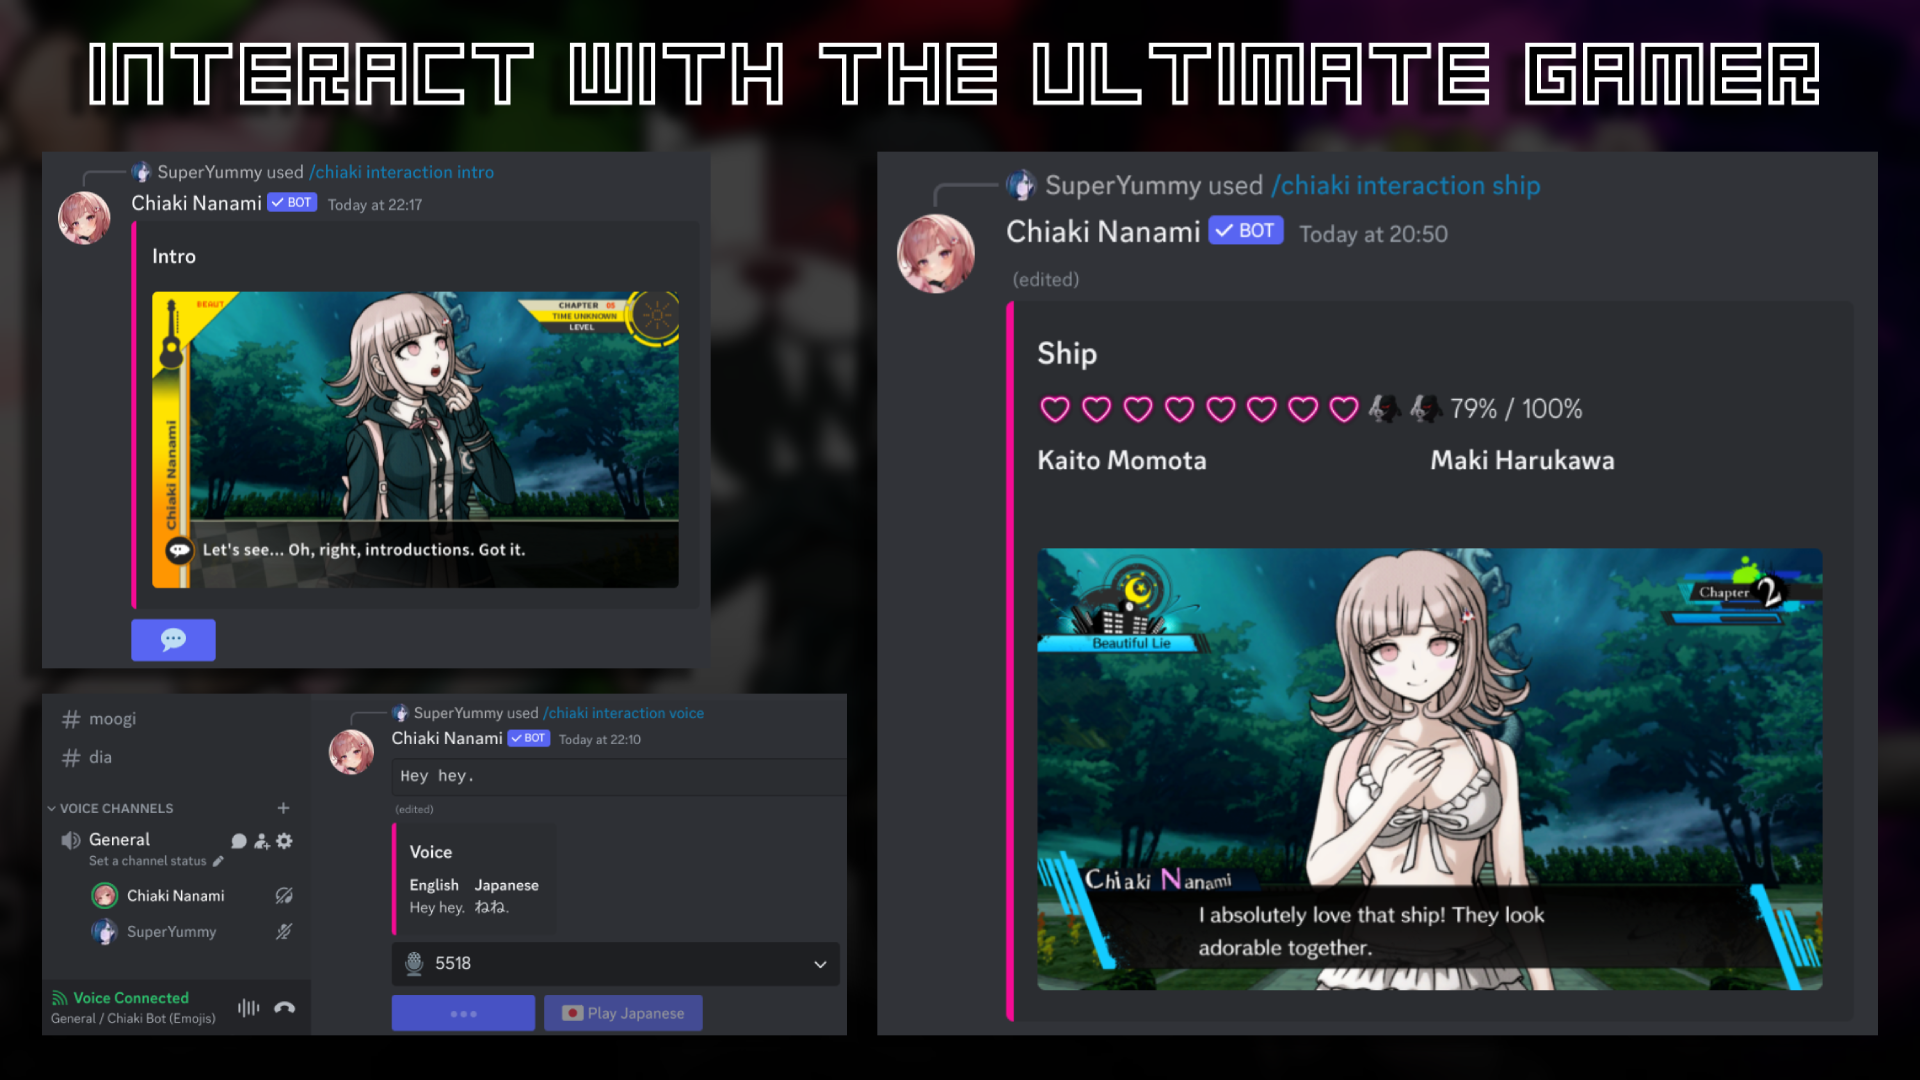 INTERACT WITH THE ULTIMATE GAMER
SuperYummy used /chiaki interaction intro
Chiaki Nanami BOT Today at 22:17
Intro
BEAUT
CHAPTER 05
TIME UNKNOWN
LEVEL
Chiaki Nanami
Let's see... Oh, right, introductions. Got it.
# moogi
# dia
VOICE CHANNELS
General
Set a channel status
Chiaki Nanami
SuperYummy
Voice Connected
General / Chiaki Bot (Emojis)
SuperYummy used /chiaki interaction voice
Chiaki Nanami BOT Today at 22:10
Hey hey.
(edited)
Voice
English Japanese
Hey hey. ねね.
5518
Play Japanese
SuperYummy used /chiaki interaction ship
Chiaki Nanami BOT Today at 20:50
(edited)
Ship
79% / 100%
Kaito Momota Maki Harukawa
Beautiful Lie
Chapter 2
Chiaki Nanami
I absolutely love that ship! They look
adorable together.